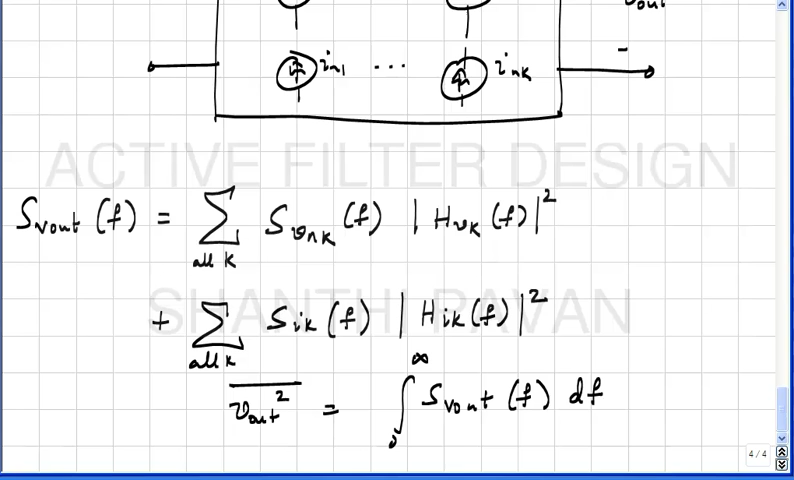 vout
-
in1 ... ink
ACTIVE FILTER DESIGN
Svout (f) = ∑ Svnk (f) | Hvk (f) |²
all k
SHANTHI PAVAN
+ ∑ Sik (f) | Hik (f) |²
all k
vout² = ∫ Svout (f) df
∞
0
4 / 4